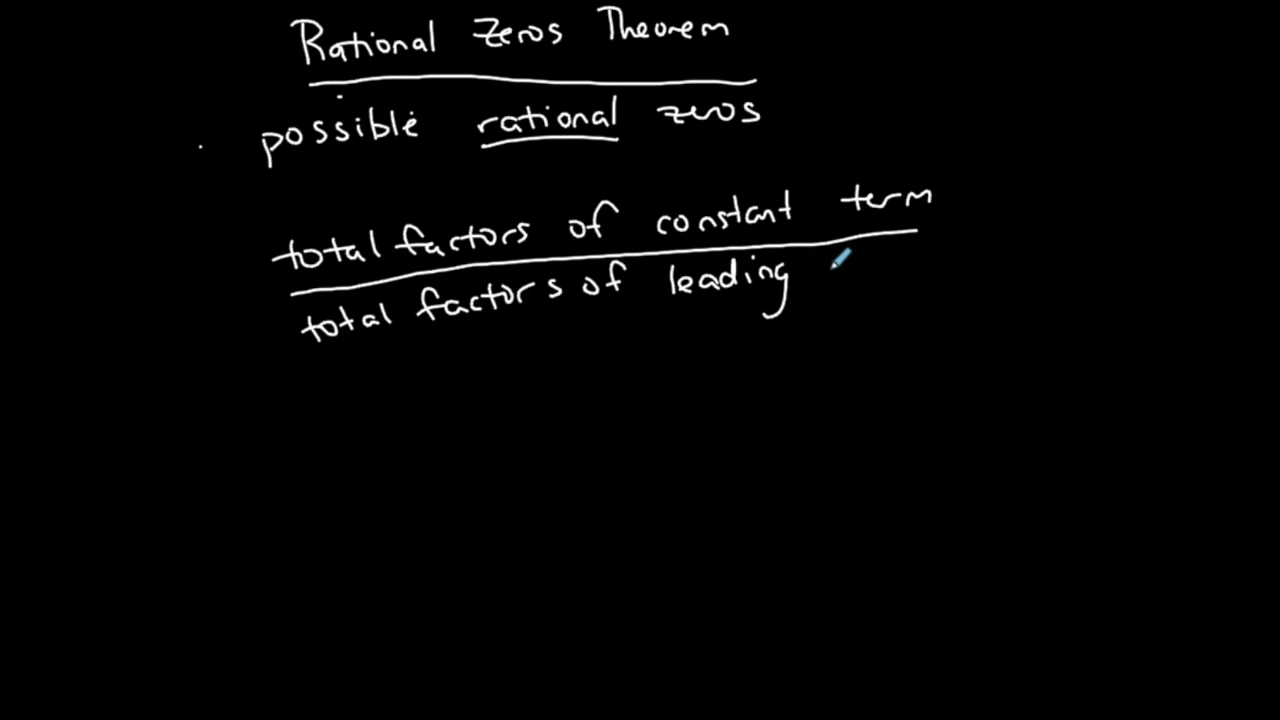 Rational Zeros Theorem
possible rational zeros
total factors of constant term
total factors of leading